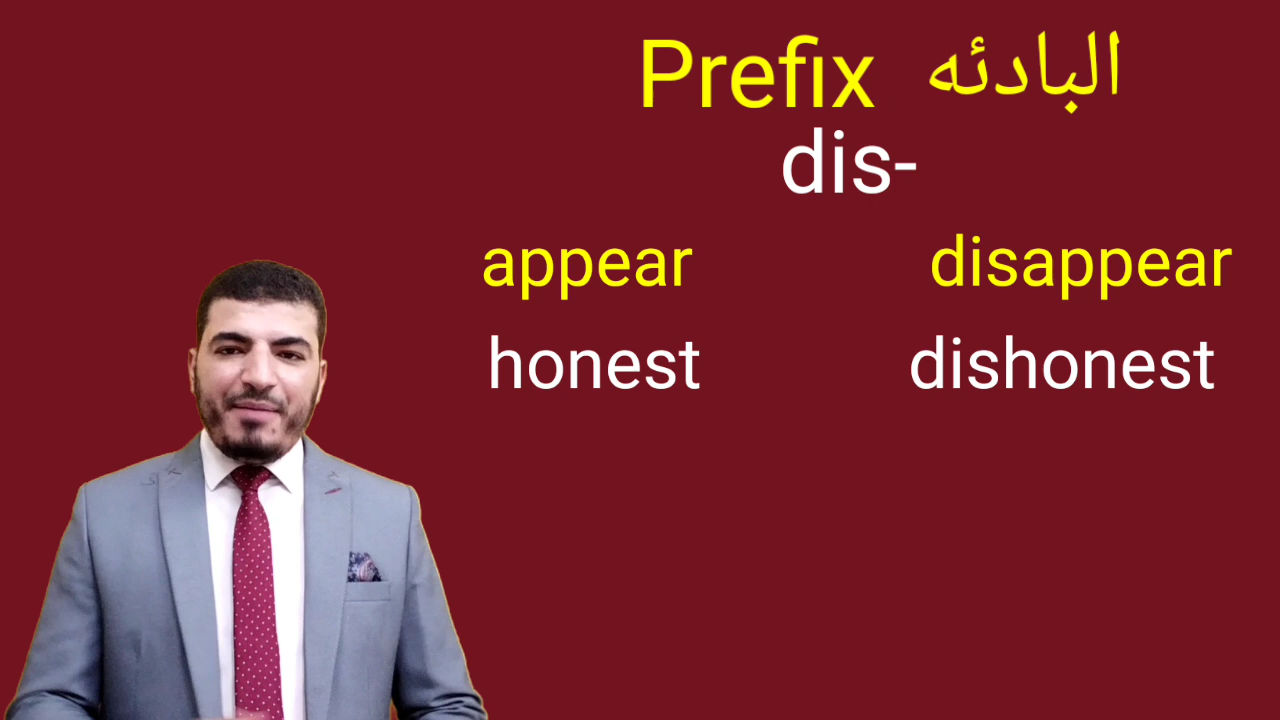 Prefix البادئه
dis-
appear disappear
honest dishonest